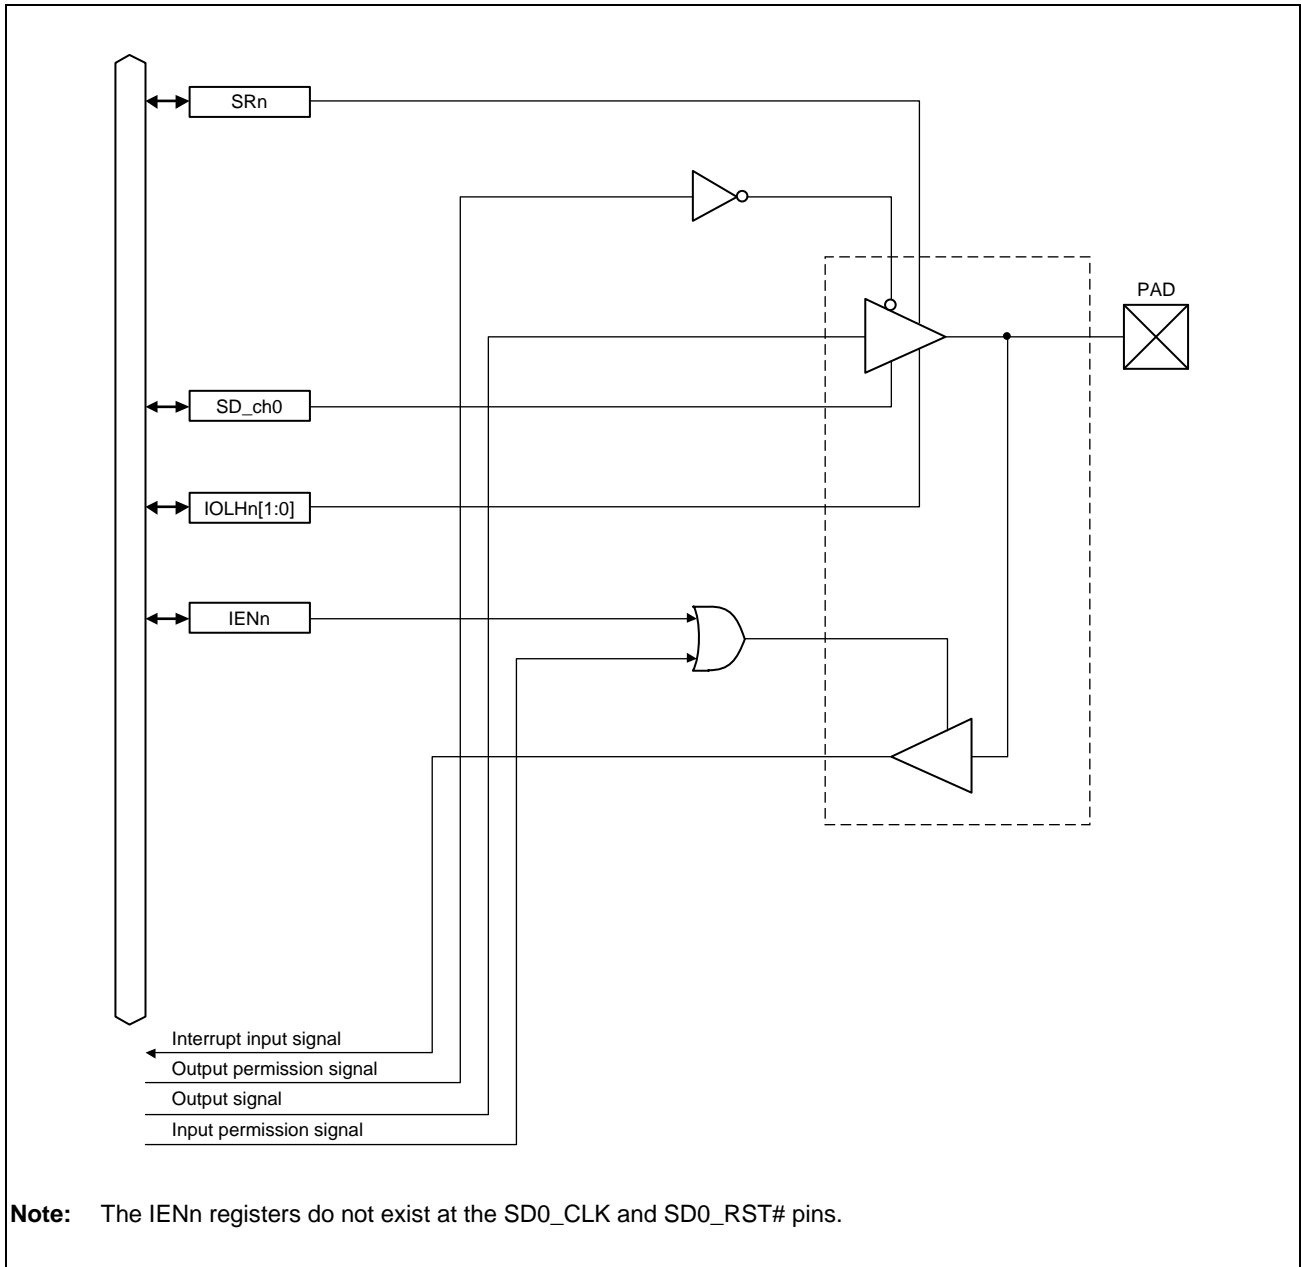 SRn
PAD
SD_ch0
IOLHn[1:0]
IENn
Interrupt input signal
Output permission signal
Output signal
Input permission signal
Note: The IENn registers do not exist at the SD0_CLK and SD0_RST# pins.